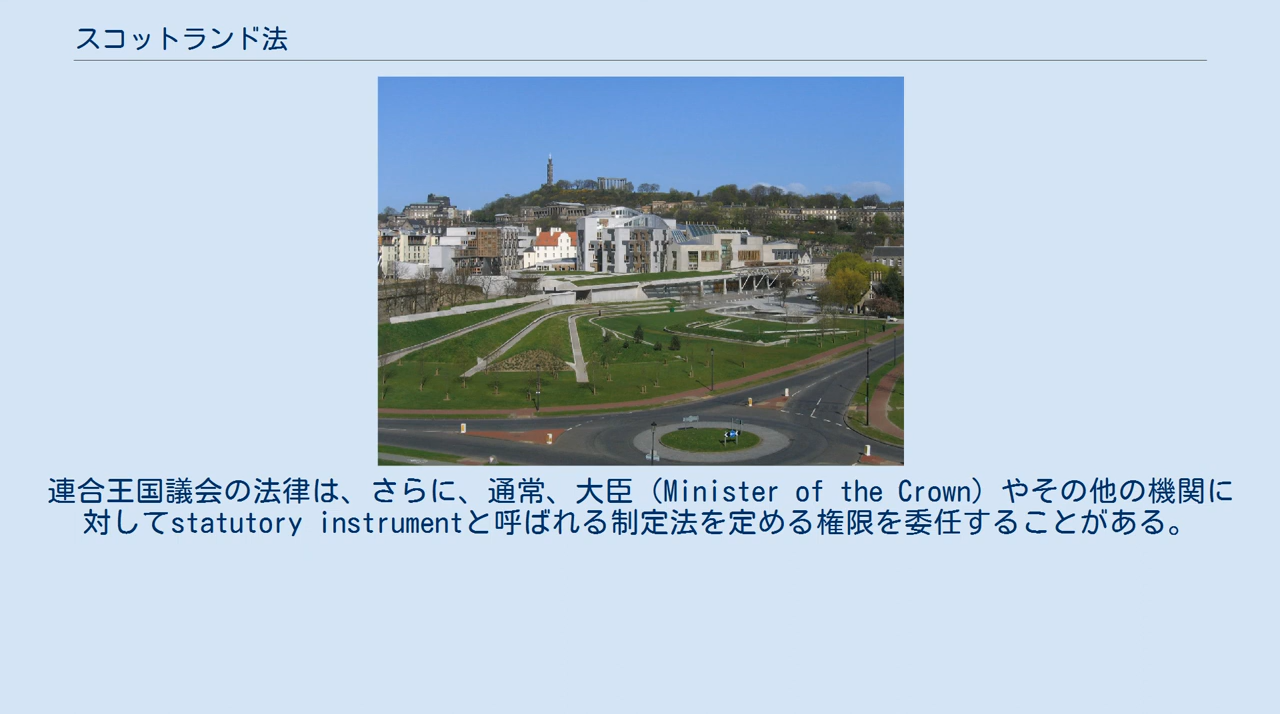 スコットランド法
連合王国議会の法律は、さらに、通常、大臣（Minister of the Crown）やその他の機関に
対してstatutory instrumentと呼ばれる制定法を定める権限を委任することがある。